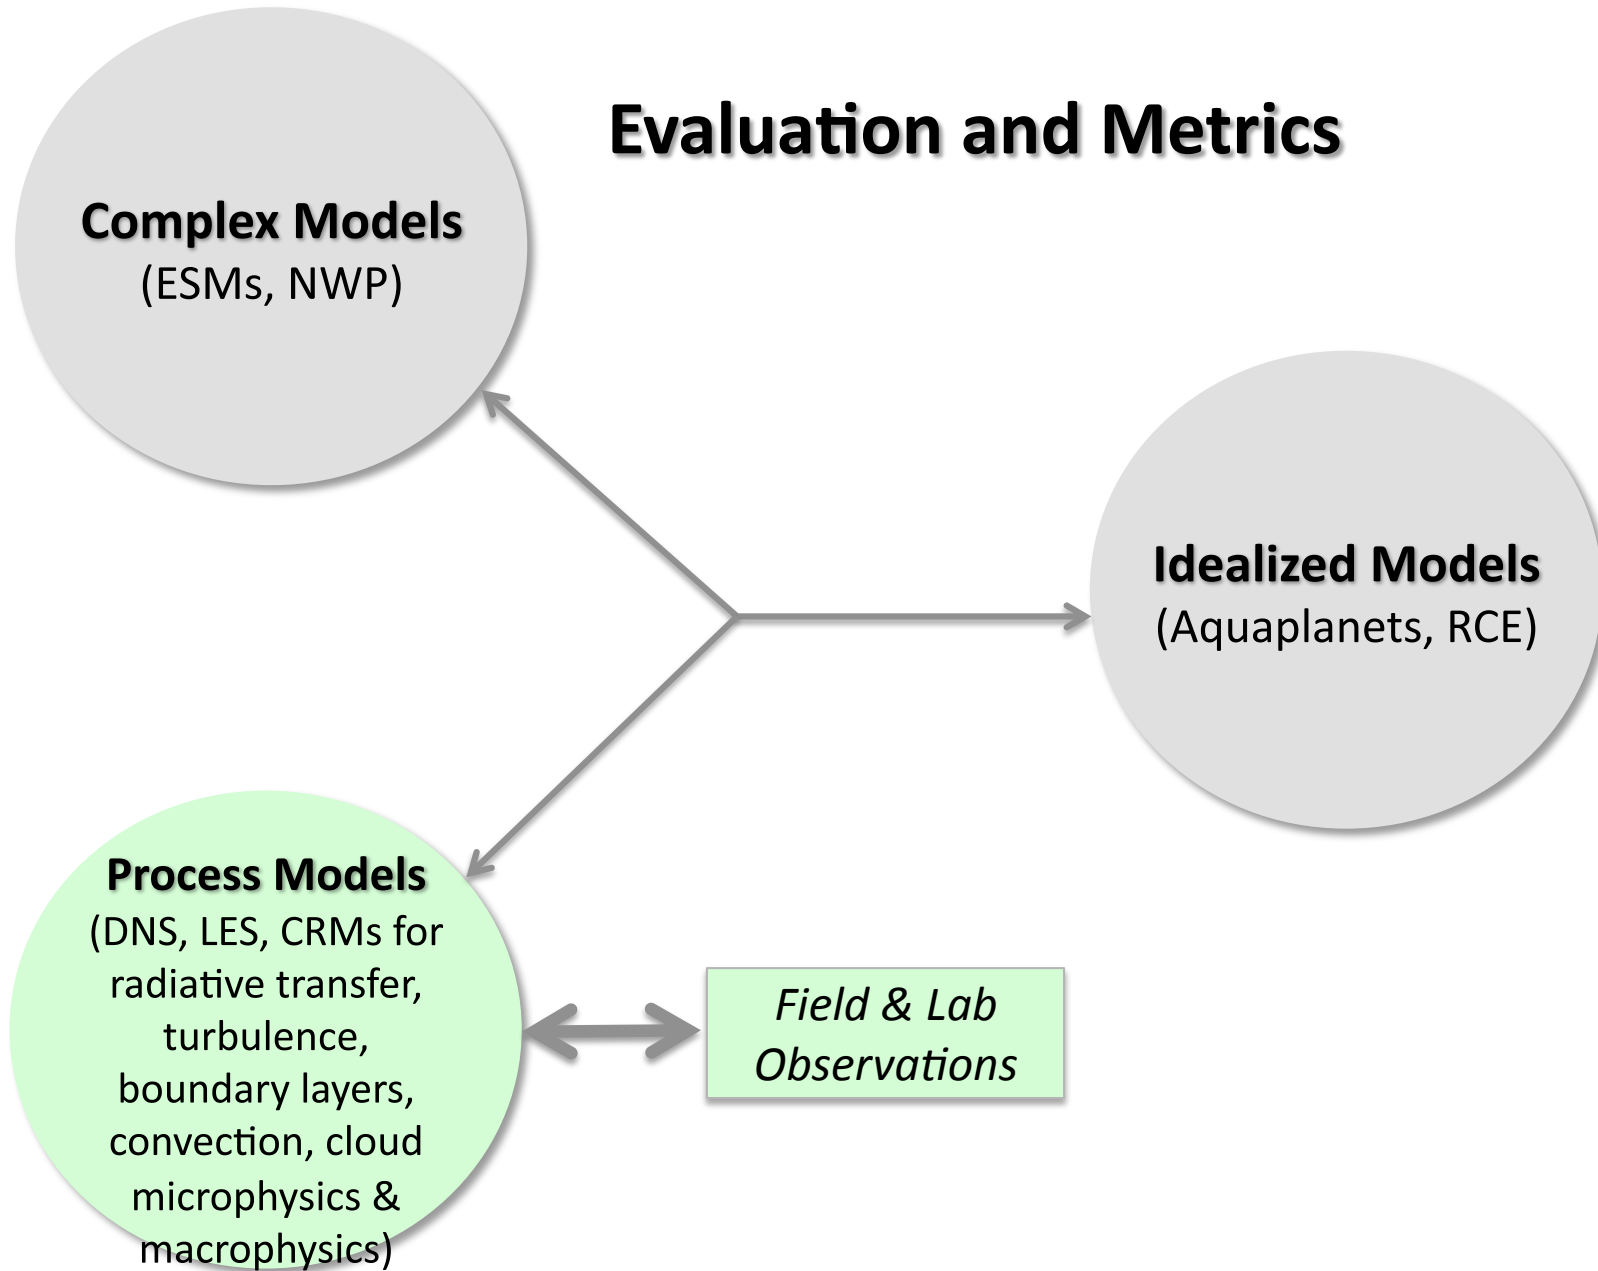 Evaluation and Metrics
Complex Models
(ESMs, NWP)
Idealized Models
(Aquaplanets, RCE)
Process Models
(DNS, LES, CRMs for
radiative transfer,
turbulence,
boundary layers,
convection, cloud
microphysics &
macrophysics)
Field & Lab
Observations